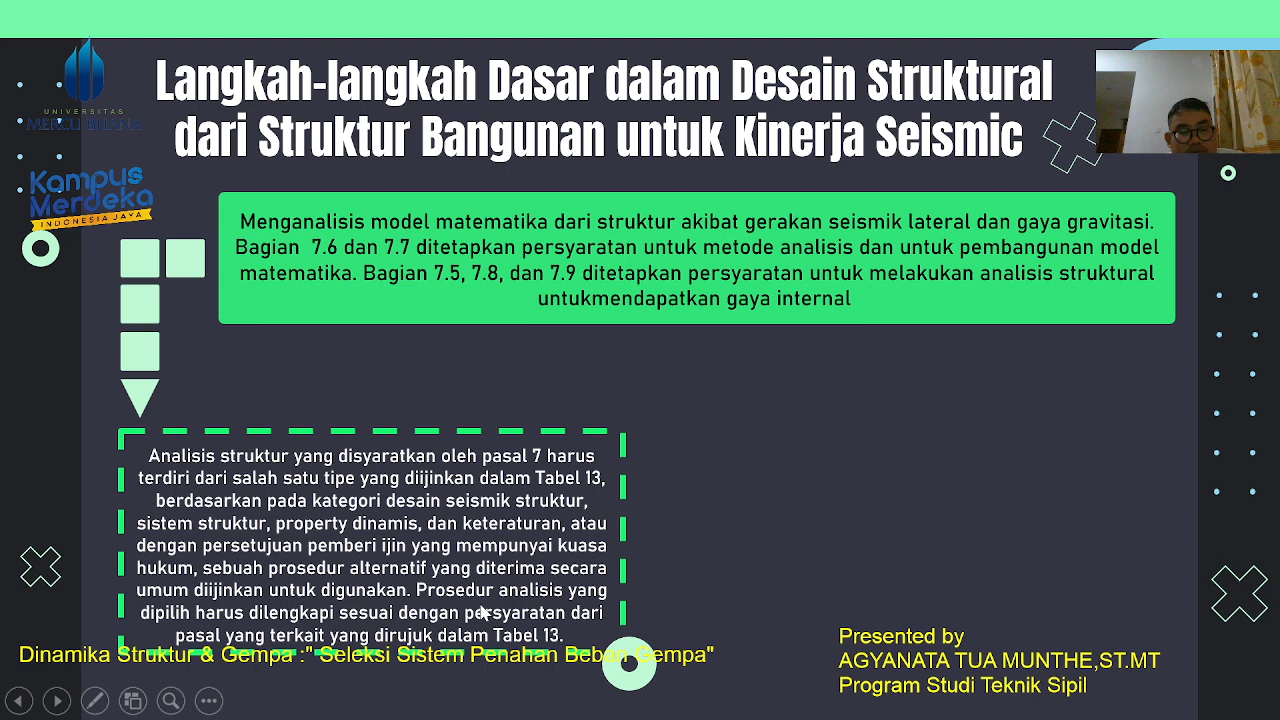 Langkah-langkah Dasar dalam Desain Struktural
dari Struktur Bangunan untuk Kinerja Seismic
UNIVERSITAS
MERCU BUANA
Kampus
Merdeka
INDONESIA JAYA
Menganalisis model matematika dari struktur akibat gerakan seismik lateral dan gaya gravitasi.
Bagian 7.6 dan 7.7 ditetapkan persyaratan untuk metode analisis dan untuk pembangunan model
matematika. Bagian 7.5, 7.8, dan 7.9 ditetapkan persyaratan untuk melakukan analisis struktural
untukmendapatkan gaya internal
Analisis struktur yang disyaratkan oleh pasal 7 harus
terdiri dari salah satu tipe yang diijinkan dalam Tabel 13,
berdasarkan pada kategori desain seismik struktur,
sistem struktur, property dinamis, dan keteraturan, atau
dengan persetujuan pemberi ijin yang mempunyai kuasa
hukum, sebuah prosedur alternatif yang diterima secara
umum diijinkan untuk digunakan. Prosedur analisis yang
dipilih harus dilengkapi sesuai dengan persyaratan dari
pasal yang terkait yang dirujuk dalam Tabel 13.
Dinamika Struktur & Gempa :" Seleksi Sistem Penahan Beban Gempa"
Presented by
AGYANATA TUA MUNTHE,ST.MT
Program Studi Teknik Sipil